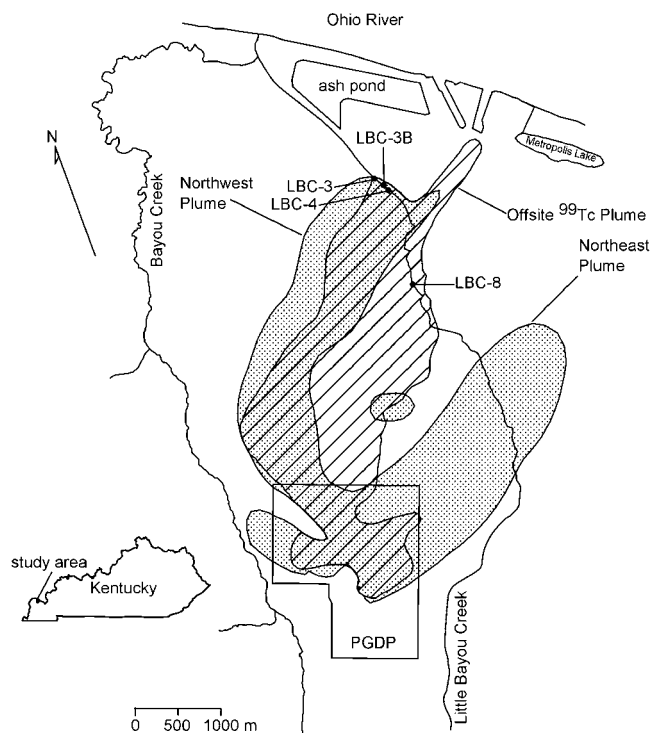 Ohio River
ash pond
Metropolis Lake
N
LBC-3B
LBC-3
LBC-4
Northwest
Plume
Offsite ⁹⁹Tc Plume
Northeast
Plume
Bayou Creek
LBC-8
study area
Kentucky
PGDP
Little Bayou Creek
0 500 1000 m